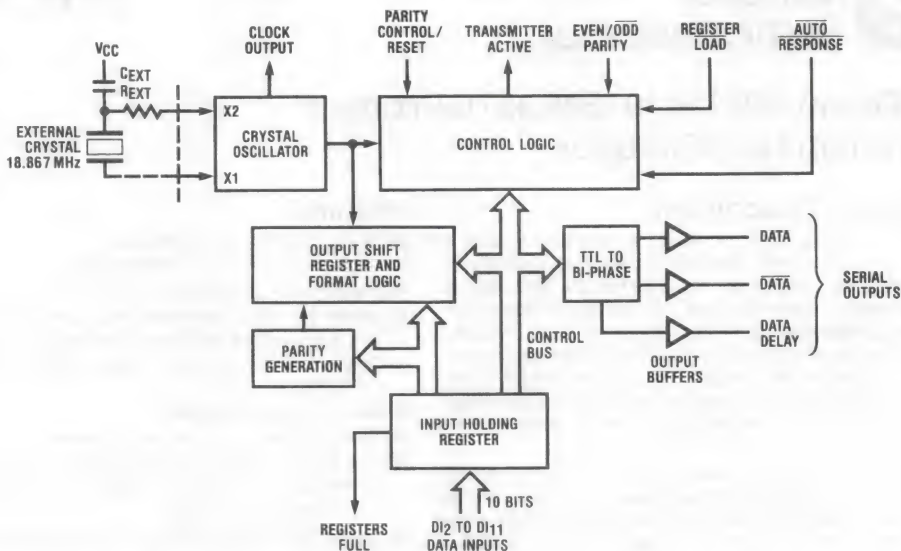 VCC
CEXT
REXT
EXTERNAL
CRYSTAL
18.867 MHz
CLOCK
OUTPUT
X2
CRYSTAL
OSCILLATOR
X1
PARITY
CONTROL/
RESET
TRANSMITTER
ACTIVE
EVEN/ODD
PARITY
REGISTER
LOAD
AUTO
RESPONSE
CONTROL LOGIC
OUTPUT SHIFT
REGISTER AND
FORMAT LOGIC
PARITY
GENERATION
TTL TO
BI-PHASE
DATA
DATA
DATA
DELAY
SERIAL
OUTPUTS
CONTROL
BUS
OUTPUT
BUFFERS
INPUT HOLDING
REGISTER
REGISTERS
FULL
10 BITS
DI2 TO DI11
DATA INPUTS